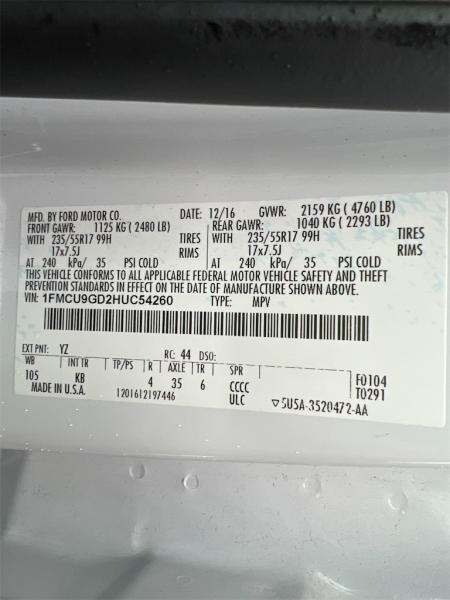 MFD. BY FORD MOTOR CO. DATE: 12/16 GVWR: 2159 KG ( 4760 LB)
FRONT GAWR: 1125 KG ( 2480 LB) REAR GAWR: 1040 KG ( 2293 LB)
WITH 235/55R17 99H TIRES WITH 235/55R17 99H TIRES
17x7.5J RIMS 17x7.5J RIMS
AT 240 kPa/ 35 PSI COLD AT 240 kPa/ 35 PSI COLD
THIS VEHICLE CONFORMS TO ALL APPLICABLE FEDERAL MOTOR VEHICLE SAFETY AND THEFT
PREVENTION STANDARDS IN EFFECT ON THE DATE OF MANUFACTURE SHOWN ABOVE.
VIN: 1FMCU9GD2HUC54260 TYPE: MPV
EXT PNT: YZ RC: 44 DSO:
WB INT TR TP/PS R AXLE TR SPR
105 KB 4 35 6 CCCC F0104
MADE IN U.S.A. 1201612197446 ULC ▽5U5A-3520472-AA T0291